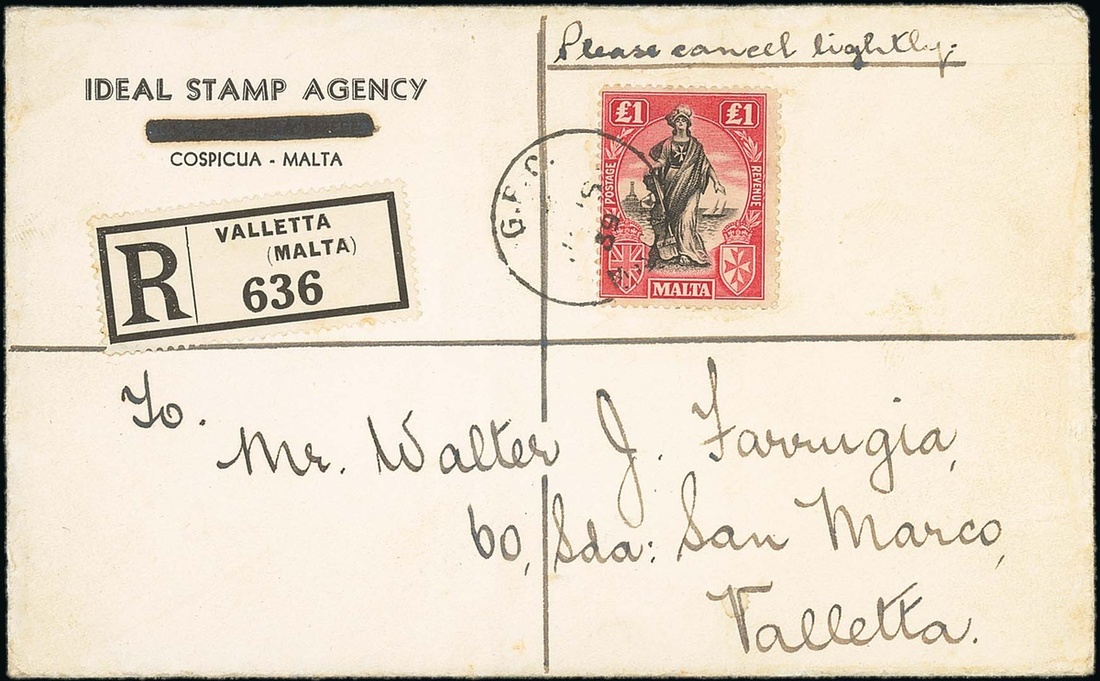 Please cancel lightly.
IDEAL STAMP AGENCY
COSPICUA - MALTA
R
VALLETTA
(MALTA)
636
£1 £1
POSTAGE
REVENUE
MALTA
G.P.O.
39
To.
Mr. Walter J. Farrugia,
60, Sda: San Marco,
Valletta.